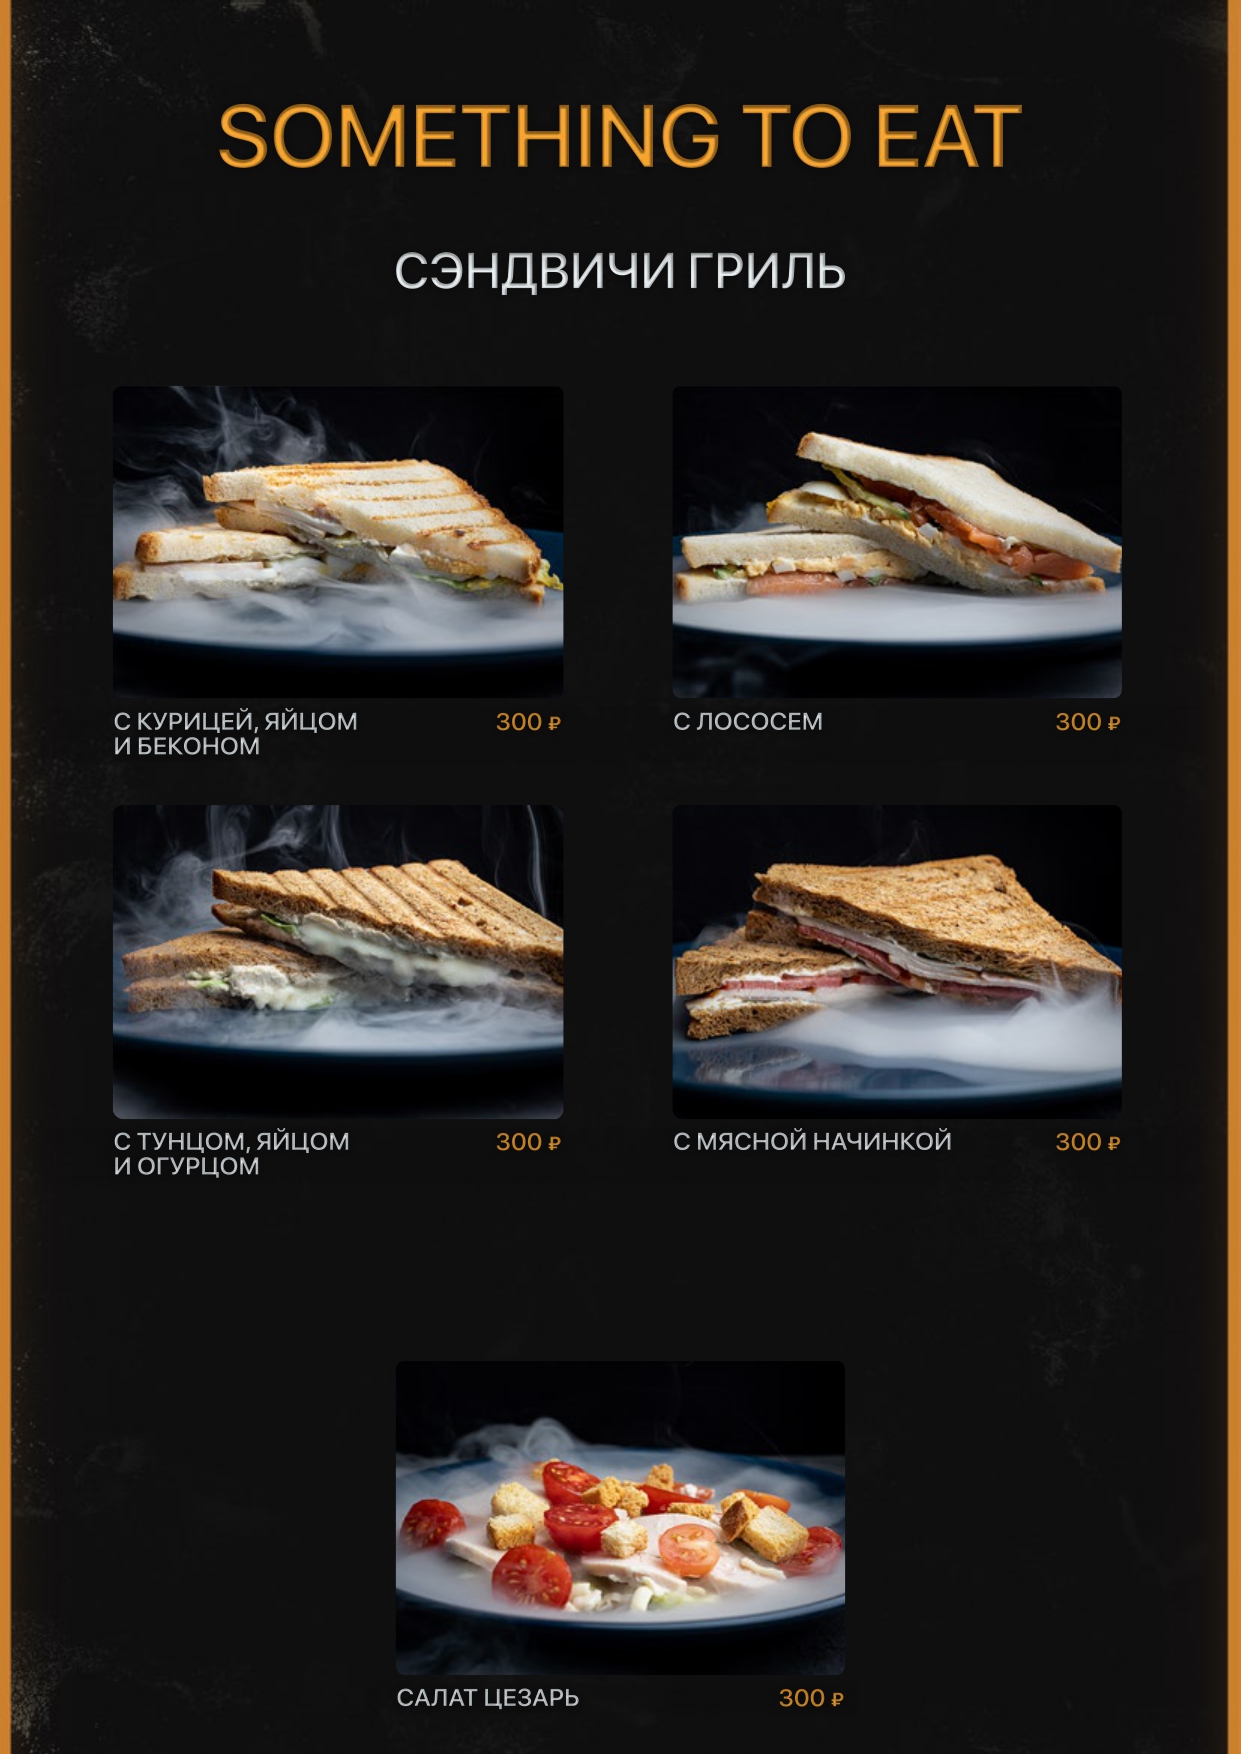 SOMETHING TO EAT
СЭНДВИЧИ ГРИЛЬ
С КУРИЦЕЙ, ЯЙЦОМ
И БЕКОНОМ
300 ₽
С ЛОСОСЕМ
300 ₽
С ТУНЦОМ, ЯЙЦОМ
И ОГУРЦОМ
300 ₽
С МЯСНОЙ НАЧИНКОЙ
300 ₽
САЛАТ ЦЕЗАРЬ
300 ₽